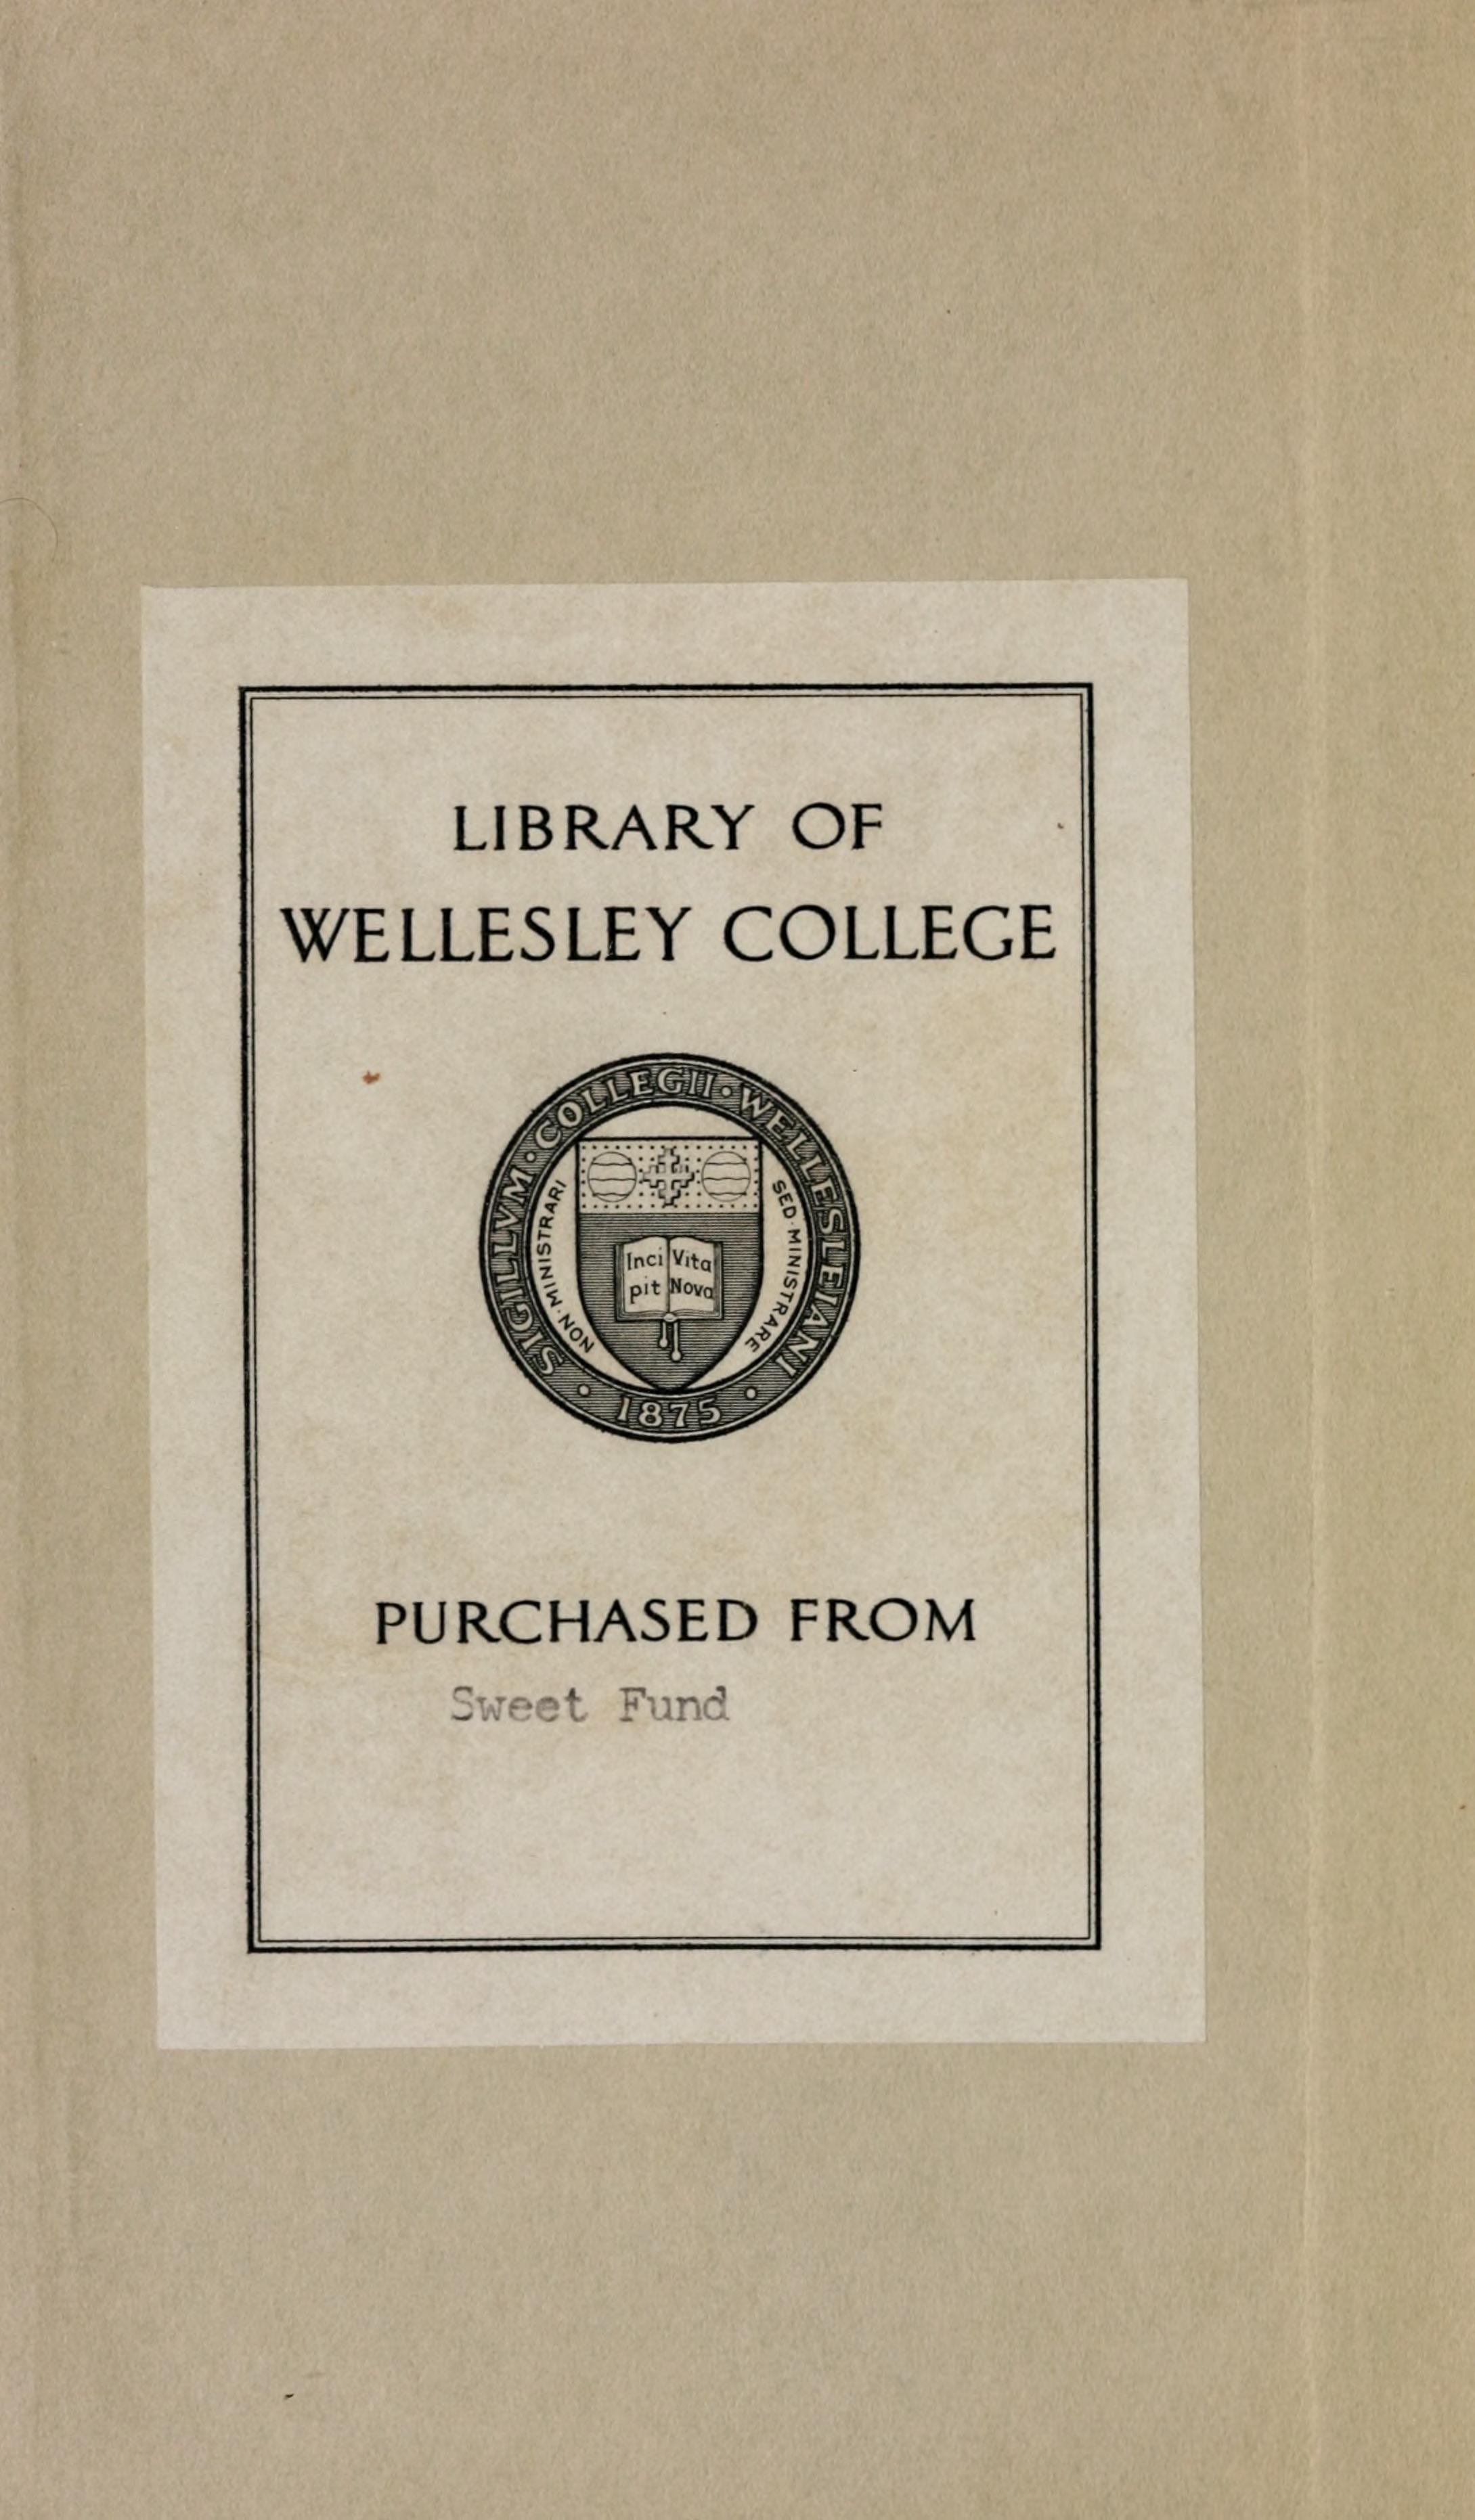 LIBRARY OF
WELLESLEY COLLEGE
SIGILLVM · COLLEGII · WELLESLEIANI · 1875 ·
NON · MINISTRARI
SED · MINISTRARE
Inci Vita
pit Nova
PURCHASED FROM
Sweet Fund